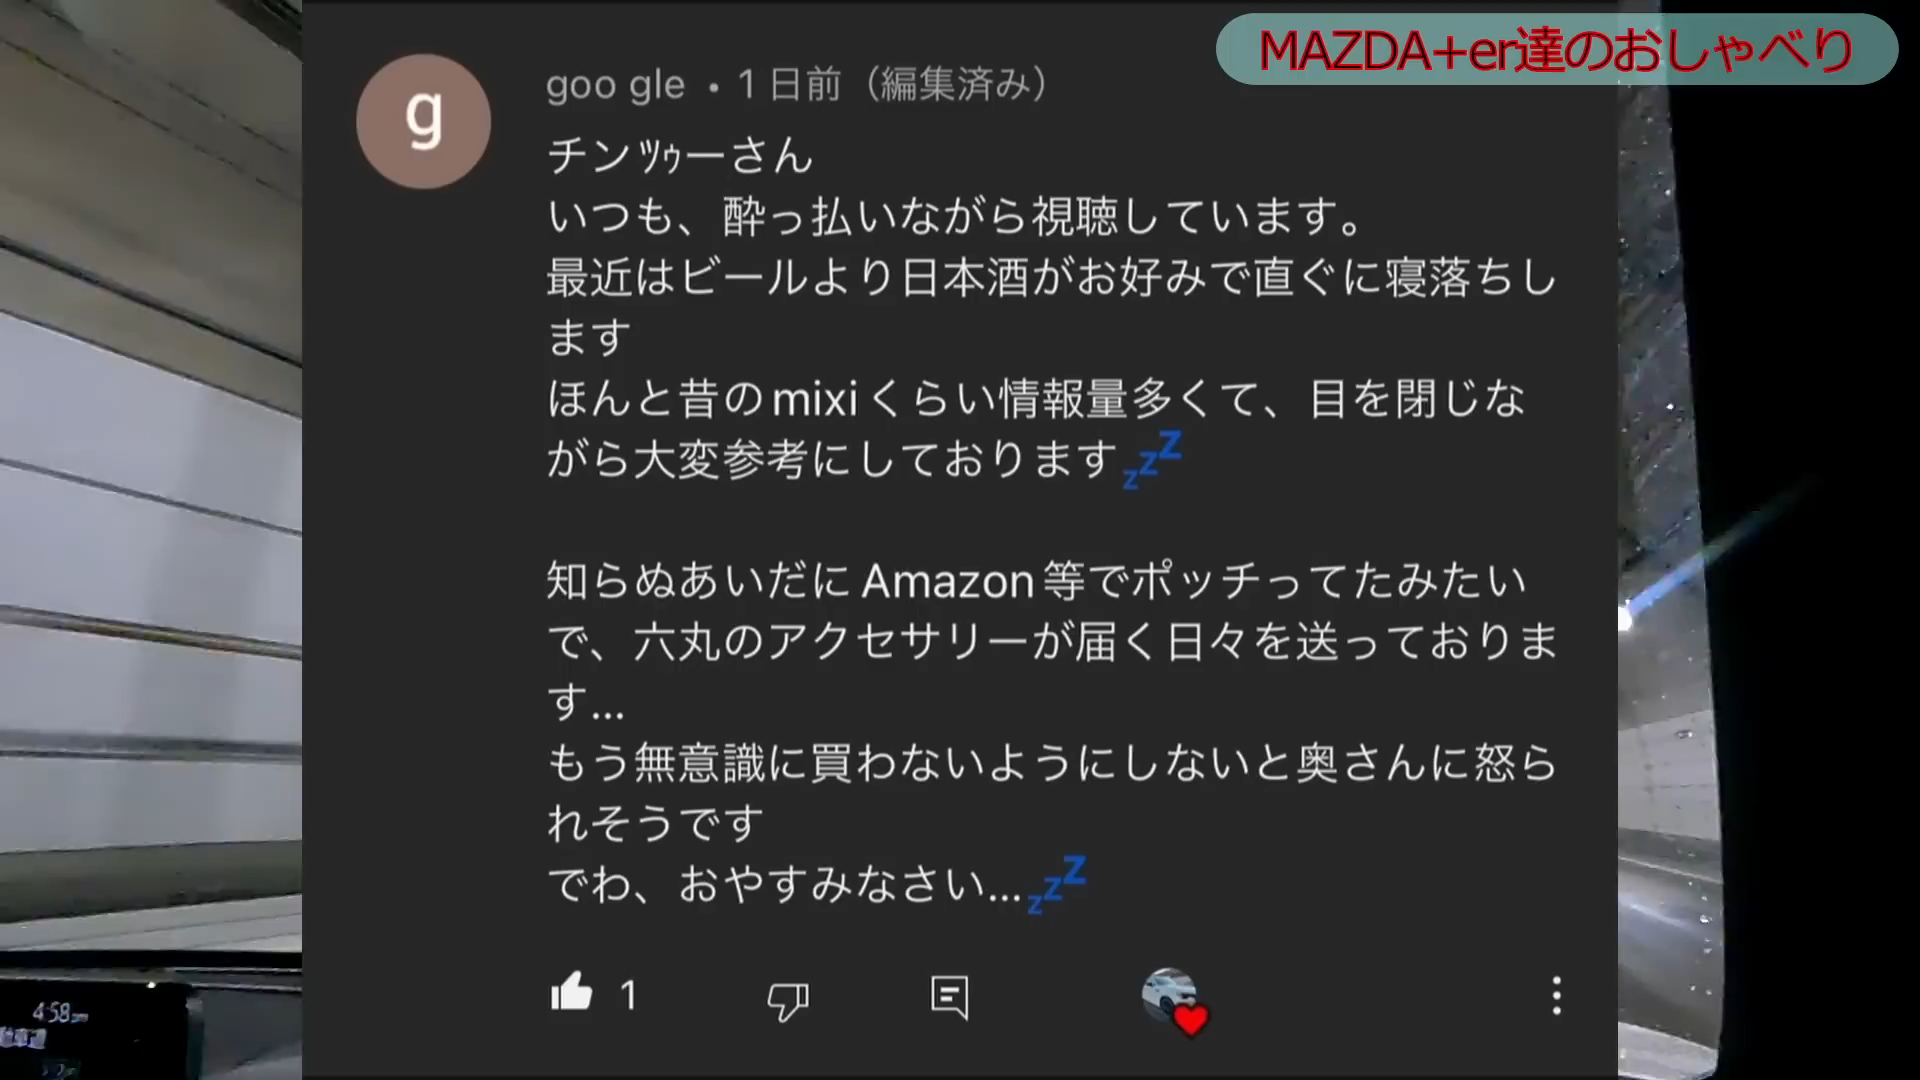 MAZDA+er達のおしゃべり
g
goo gle・1日前（編集済み）
チンﾂｩーさん
いつも、酔っ払いながら視聴しています。
最近はビールより日本酒がお好みで直ぐに寝落ちし
ます
ほんと昔のmixiくらい情報量多くて、目を閉じな
がら大変参考にしております💤
知らぬあいだにAmazon等でポッチってたみたい
で、六丸のアクセサリーが届く日々を送っておりま
す...
もう無意識に買わないようにしないと奥さんに怒ら
れそうです
でわ、おやすみなさい...💤
1
4:58